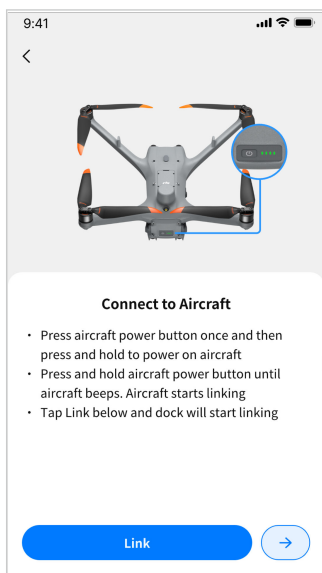 9:41
Connect to Aircraft
· Press aircraft power button once and then
press and hold to power on aircraft
· Press and hold aircraft power button until
aircraft beeps. Aircraft starts linking
· Tap Link below and dock will start linking
Link